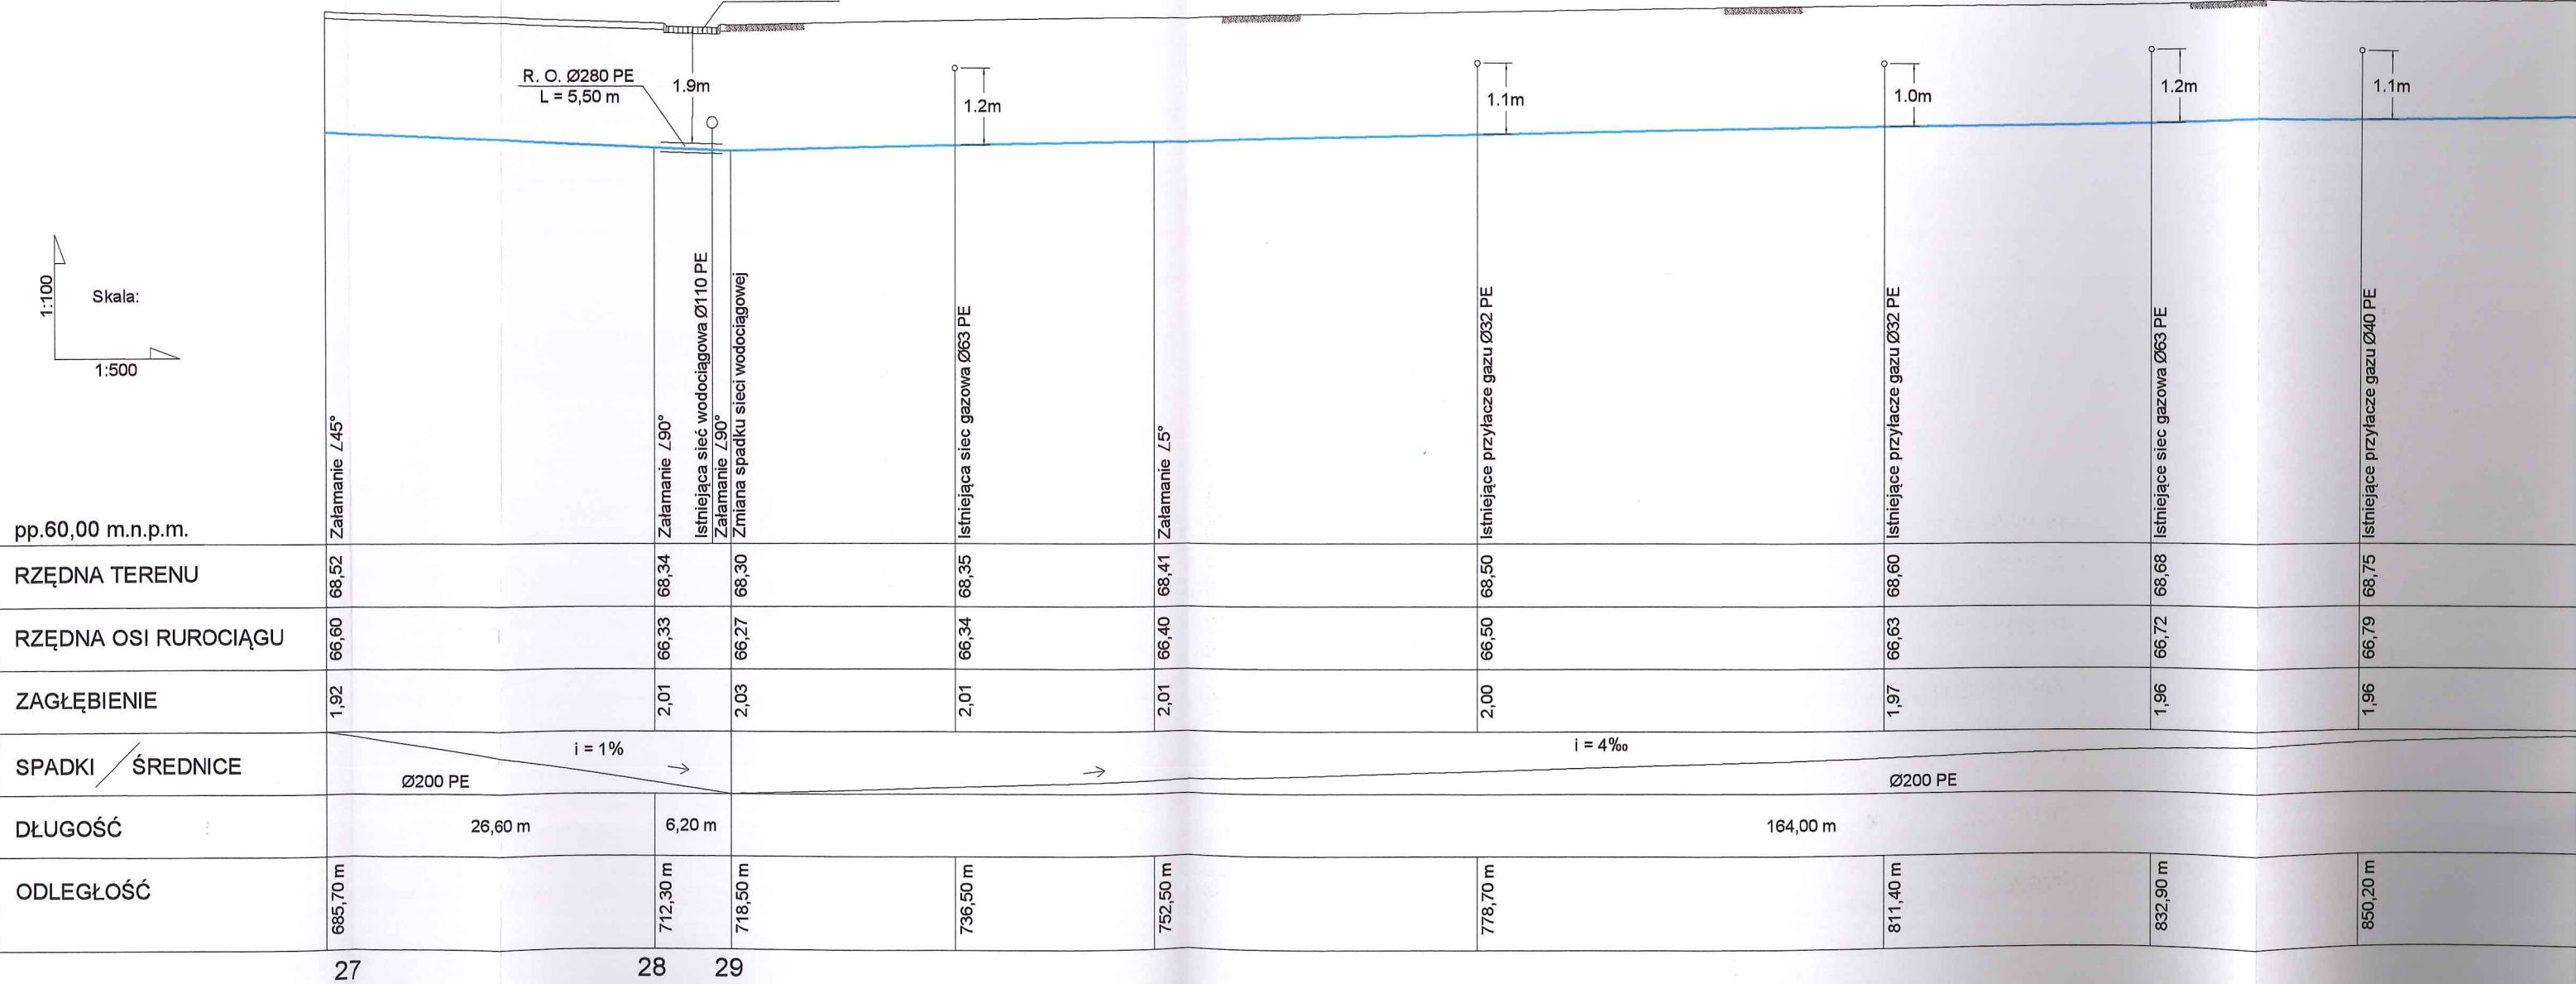 R. O. Ø280 PE
L = 5,50 m
1.9m
1.2m
1.1m
1.0m
1.2m
1.1m
1:100
Skala:
1:500
Załamanie ∠45°
Załamanie ∠90°
Istniejąca sieć wodociągowa Ø110 PE
Załamanie ∠90°
Zmiana spadku sieci wodociągowej
Istniejąca siec gazowa Ø63 PE
Załamanie ∠5°
Istniejące przyłacze gazu Ø32 PE
Istniejące przyłacze gazu Ø32 PE
Istniejące siec gazowa Ø63 PE
Istniejące przyłacze gazu Ø40 PE
pp.60,00 m.n.p.m.
RZĘDNA TERENU
68,52
68,34
68,30
68,35
68,41
68,50
68,60
68,68
68,75
RZĘDNA OSI RUROCIĄGU
66,60
66,33
66,27
66,34
66,40
66,50
66,63
66,72
66,79
ZAGŁĘBIENIE
1,92
2,01
2,03
2,01
2,01
2,00
1,97
1,96
1,96
SPADKI / ŚREDNICE
i = 1%
Ø200 PE
i = 4‰
Ø200 PE
DŁUGOŚĆ
26,60 m
6,20 m
164,00 m
ODLEGŁOŚĆ
685,70 m
712,30 m
718,50 m
736,50 m
752,50 m
778,70 m
811,40 m
832,90 m
850,20 m
27
28
29